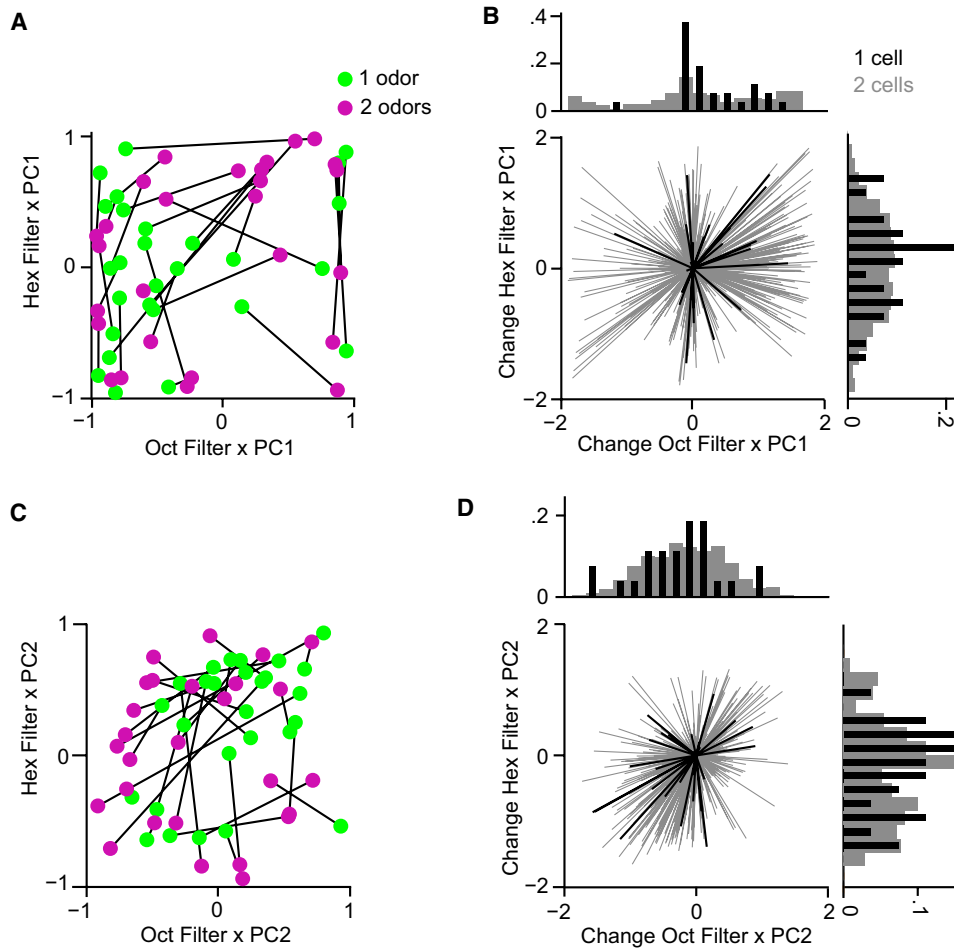 A
1 odor
2 odors
1
0
−1
−1
0
1
Hex Filter x PC1
Oct Filter x PC1
B
.4
.2
0
1 cell
2 cells
2
0
−2
−2
0
2
Change Hex Filter x PC1
Change Oct Filter x PC1
0
.2
C
1
0
−1
−1
0
1
Hex Filter x PC2
Oct Filter x PC2
D
.2
0
2
0
−2
−2
0
2
Change Hex Filter x PC2
Change Oct Filter x PC2
0
.1